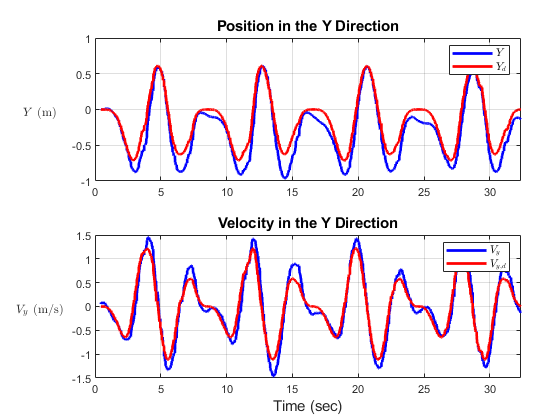 Position in the Y Direction
1
0.5
0
-0.5
-1
Y (m)
Y
Y_d
0 5 10 15 20 25 30
Velocity in the Y Direction
1.5
1
0.5
0
-0.5
-1
-1.5
V_y (m/s)
V_y
V_{y,d}
0 5 10 15 20 25 30
Time (sec)